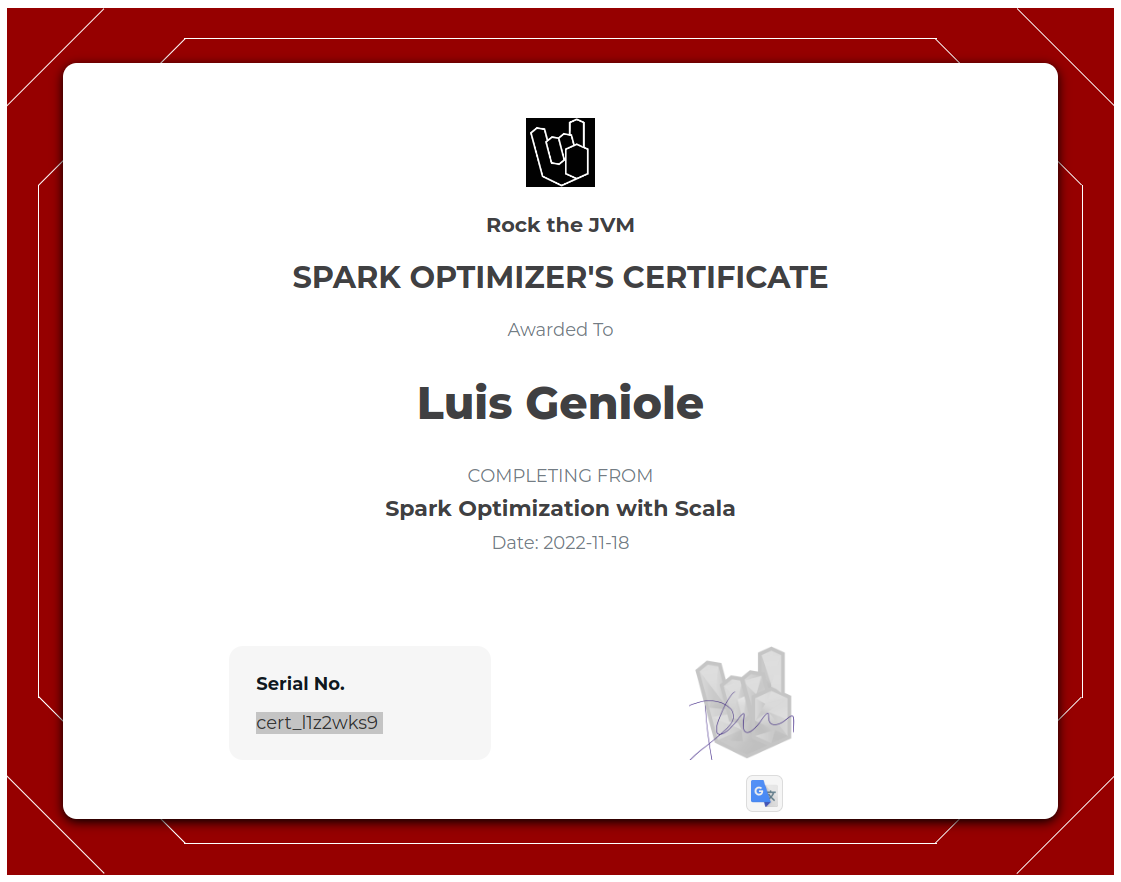 Rock the JVM
SPARK OPTIMIZER'S CERTIFICATE
Awarded To
Luis Geniole
COMPLETING FROM
Spark Optimization with Scala
Date: 2022-11-18
Serial No.
cert_l1z2wks9
G